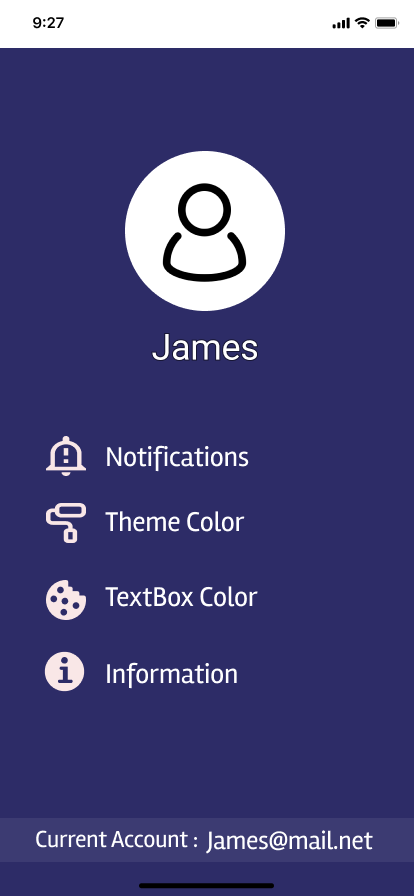 9:27
James
Notifications
Theme Color
TextBox Color
Information
Current Account : James@mail.net